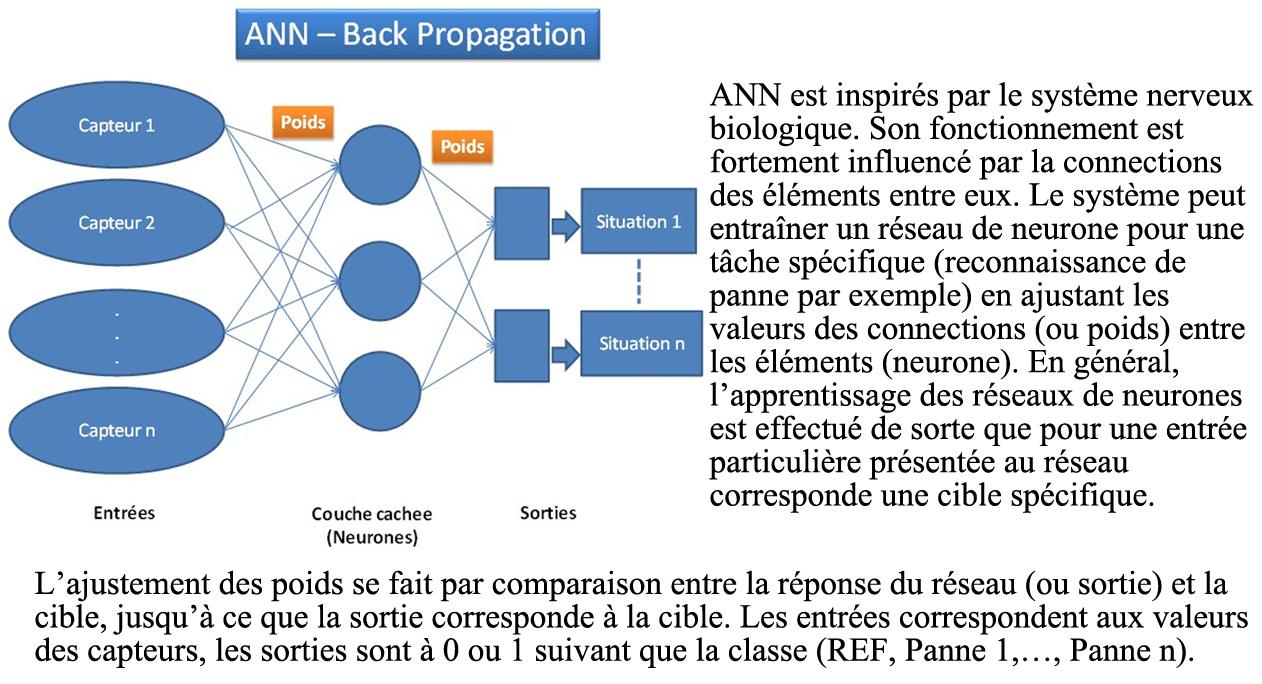 ANN – Back Propagation
Capteur 1
Capteur 2
.
.
.
Capteur n
Poids
Poids
Situation 1
Situation n
Entrées
Couche cachee
(Neurones)
Sorties
ANN est inspirés par le système nerveux
biologique. Son fonctionnement est
fortement influencé par la connections
des éléments entre eux. Le système peut
entraîner un réseau de neurone pour une
tâche spécifique (reconnaissance de
panne par exemple) en ajustant les
valeurs des connections (ou poids) entre
les éléments (neurone). En général,
l’apprentissage des réseaux de neurones
est effectué de sorte que pour une entrée
particulière présentée au réseau
corresponde une cible spécifique.
L’ajustement des poids se fait par comparaison entre la réponse du réseau (ou sortie) et la
cible, jusqu’à ce que la sortie corresponde à la cible. Les entrées correspondent aux valeurs
des capteurs, les sorties sont à 0 ou 1 suivant que la classe (REF, Panne 1,…, Panne n).